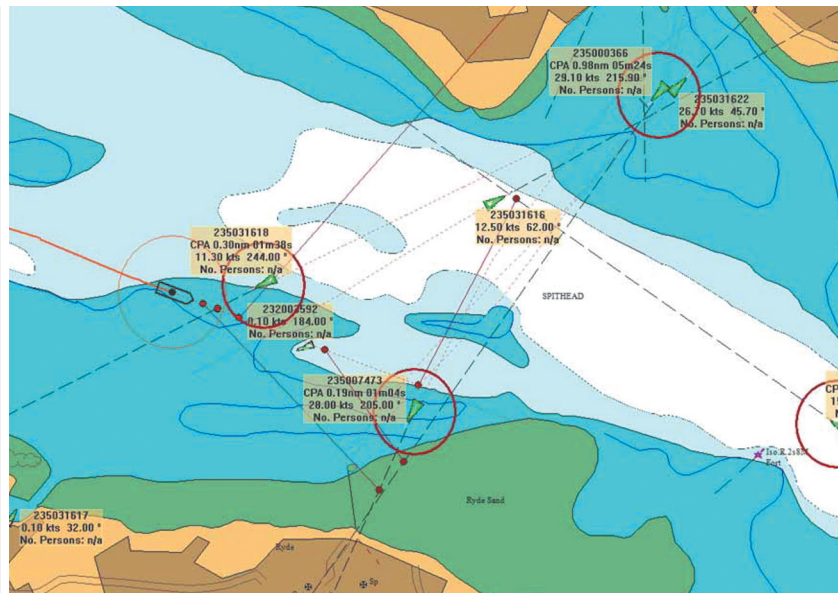 235000366
CPA 0.98nm 05m24s
29.10 kts 215.90 °
No. Persons: n/a
235031622
45.70 °
No. Persons: n/a
235031616
12.50 kts 62.00 °
No. Persons: n/a
235031618
CPA 0.30nm 01m38s
11.30 kts 244.00 °
No. Persons: n/a
SPITHEAD
232003592
0.10 kts 184.00 °
No. Persons: n/a
235007473
CPA 0.19nm 01m04s
28.00 kts 205.00 °
No. Persons: n/a
Fort
Ryde Sand
235031617
0.10 kts 32.00 °
No. Persons: n/a
Ryde
Sp